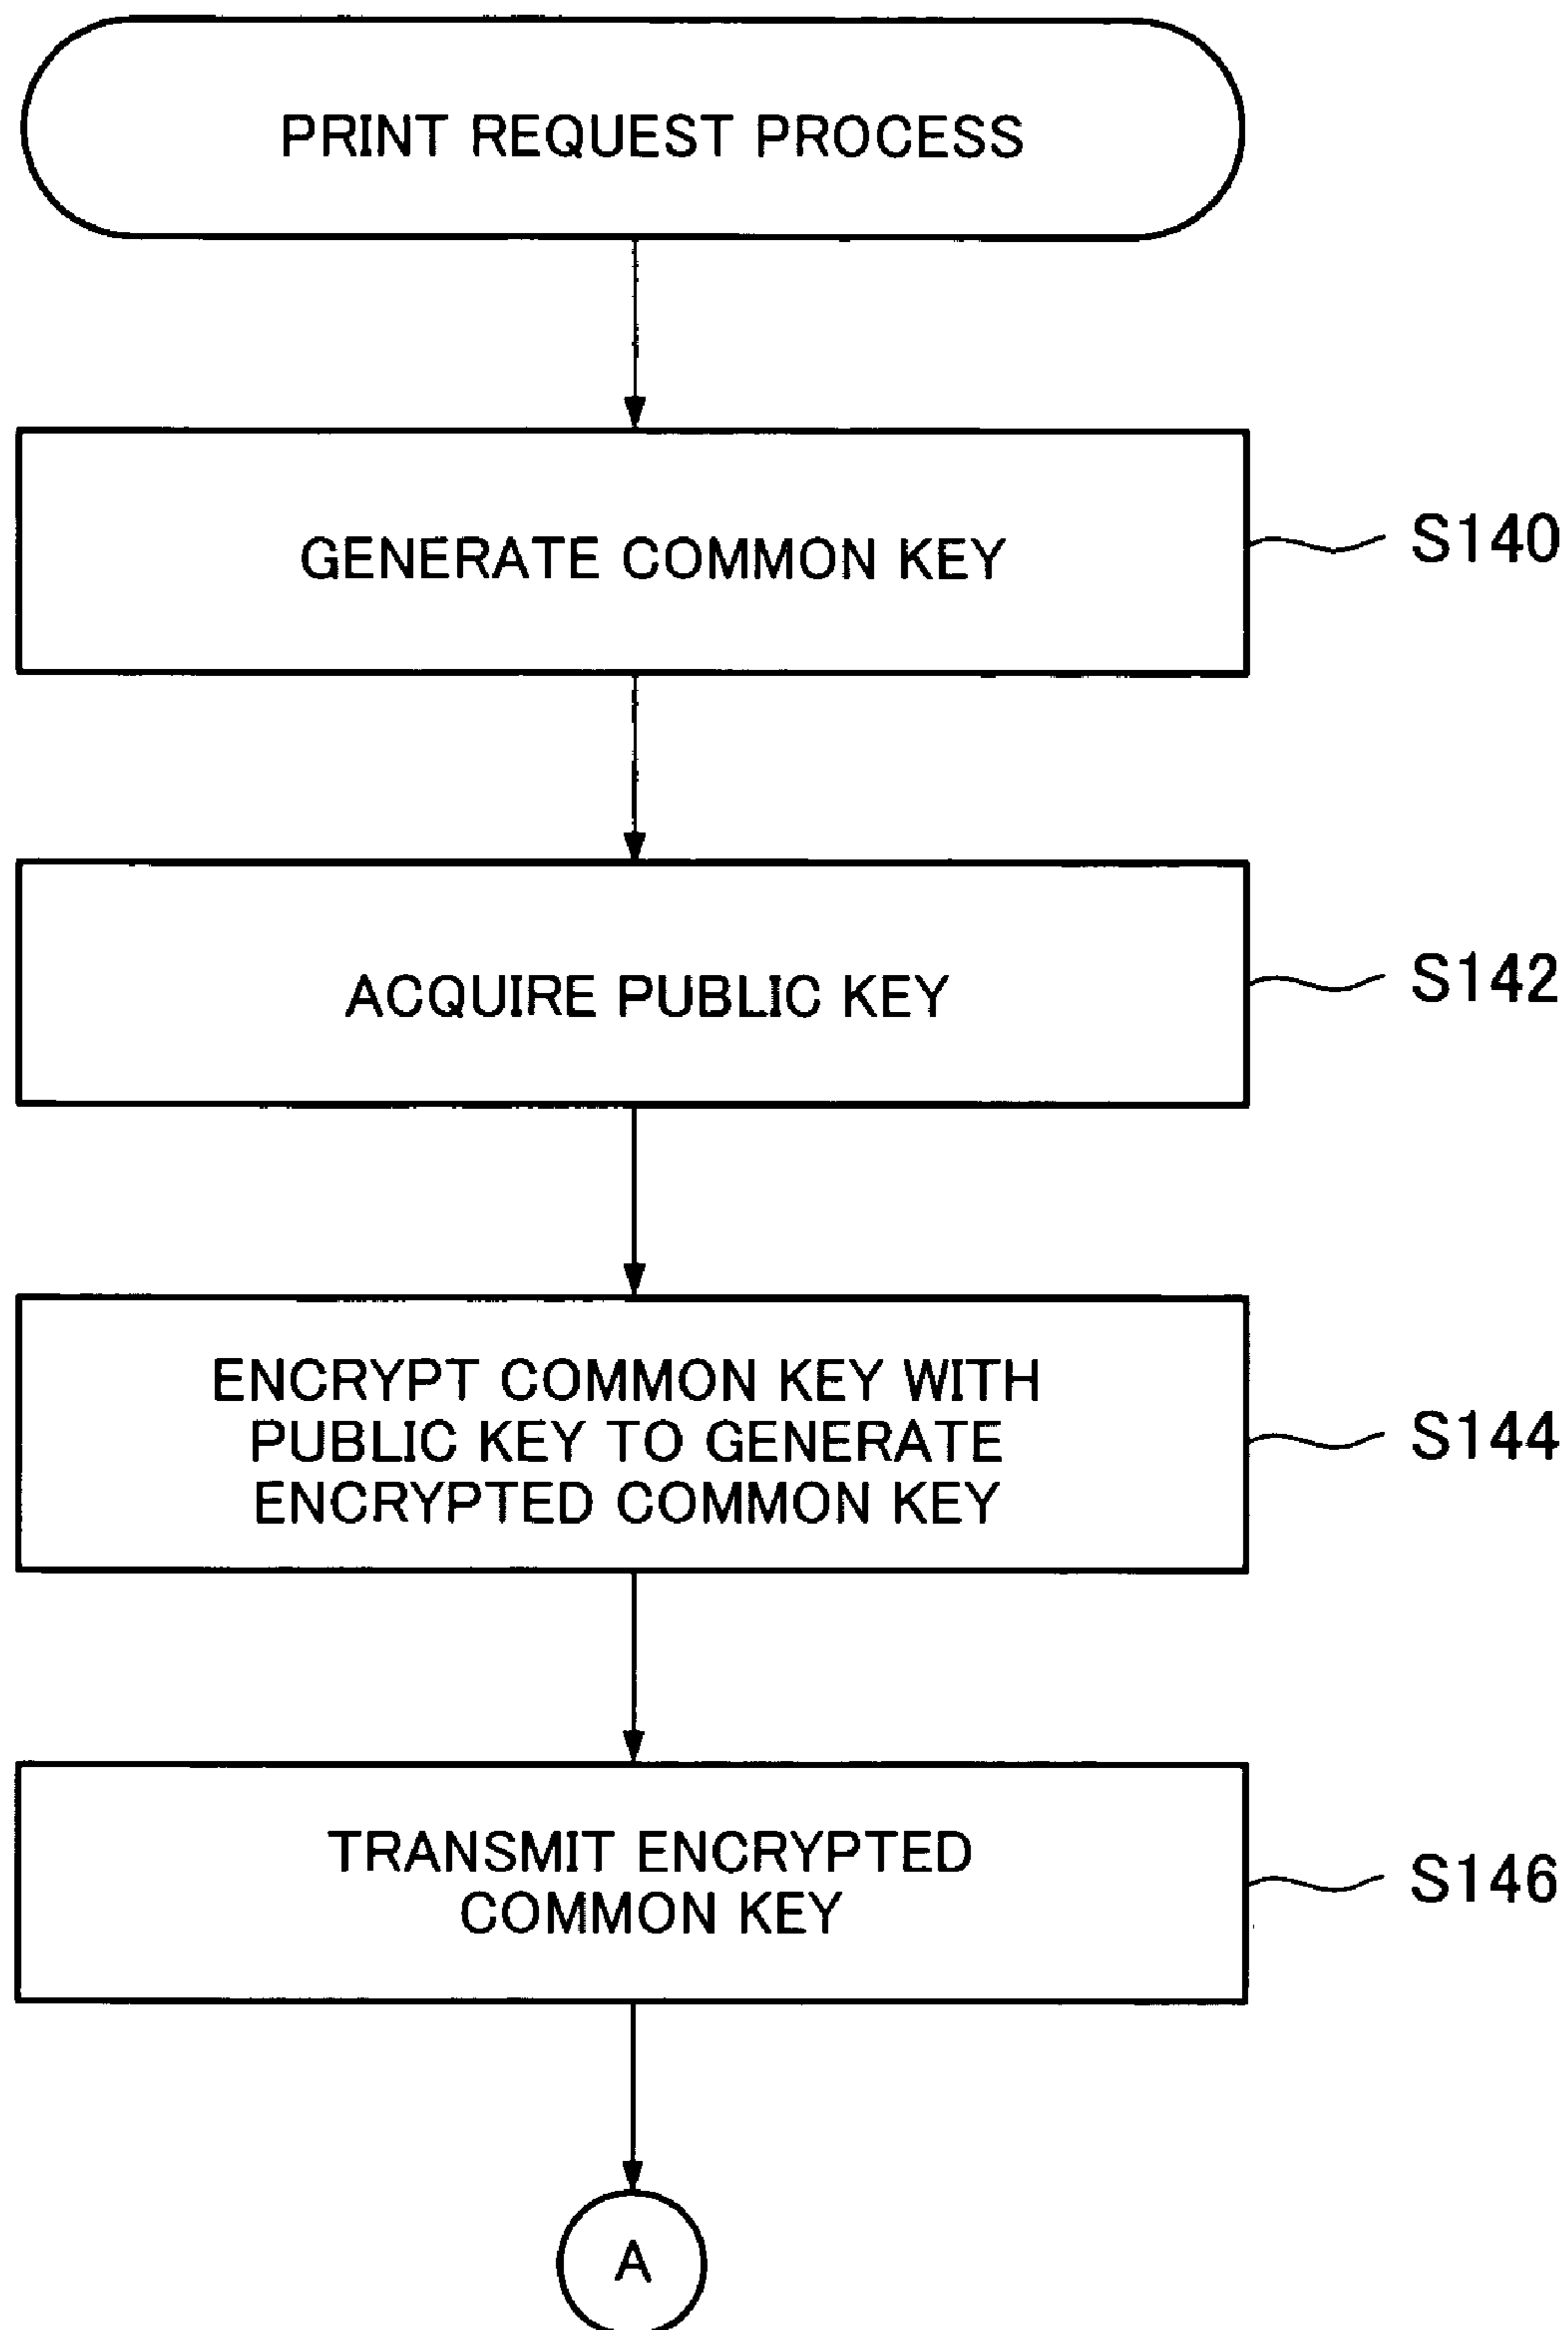 PRINT REQUEST PROCESS
GENERATE COMMON KEY
S140
ACQUIRE PUBLIC KEY
S142
ENCRYPT COMMON KEY WITH
PUBLIC KEY TO GENERATE
ENCRYPTED COMMON KEY
S144
TRANSMIT ENCRYPTED
COMMON KEY
S146
A